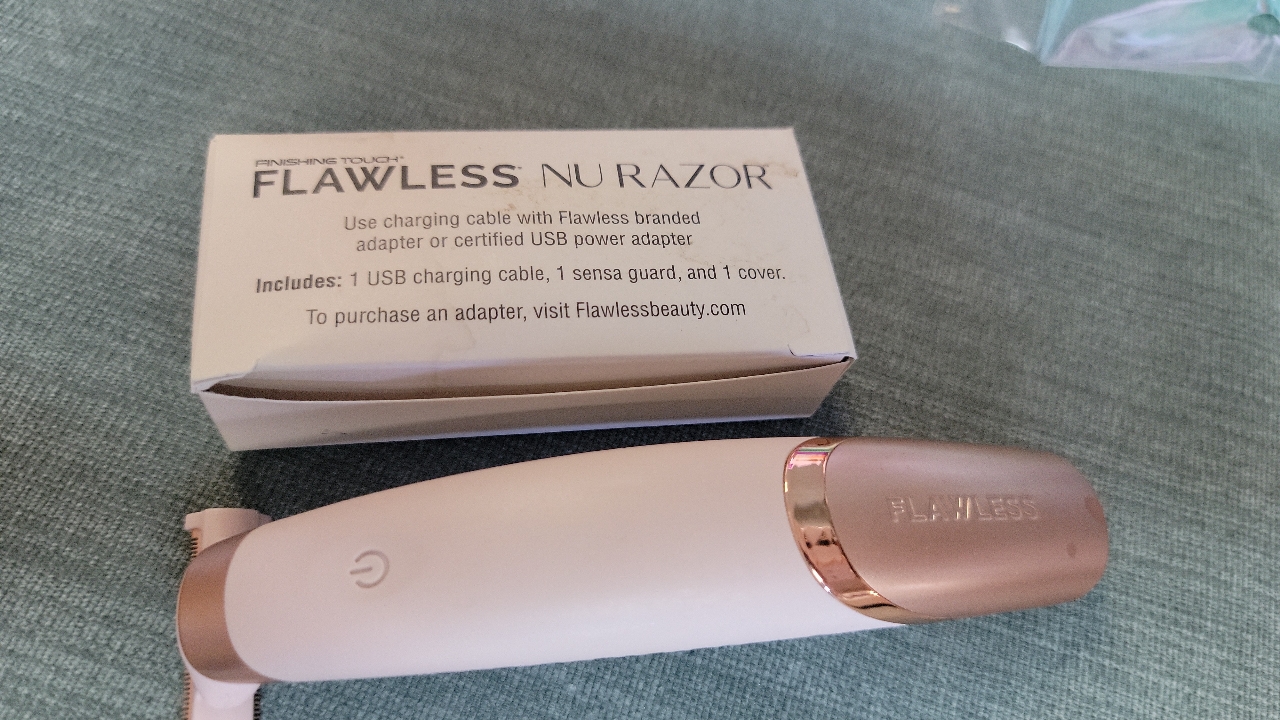 FINISHING TOUCH®
FLAWLESS® NU RAZOR™
Use charging cable with Flawless branded
adapter or certified USB power adapter
Includes: 1 USB charging cable, 1 sensa guard, and 1 cover.
To purchase an adapter, visit Flawlessbeauty.com
FLAWLESS